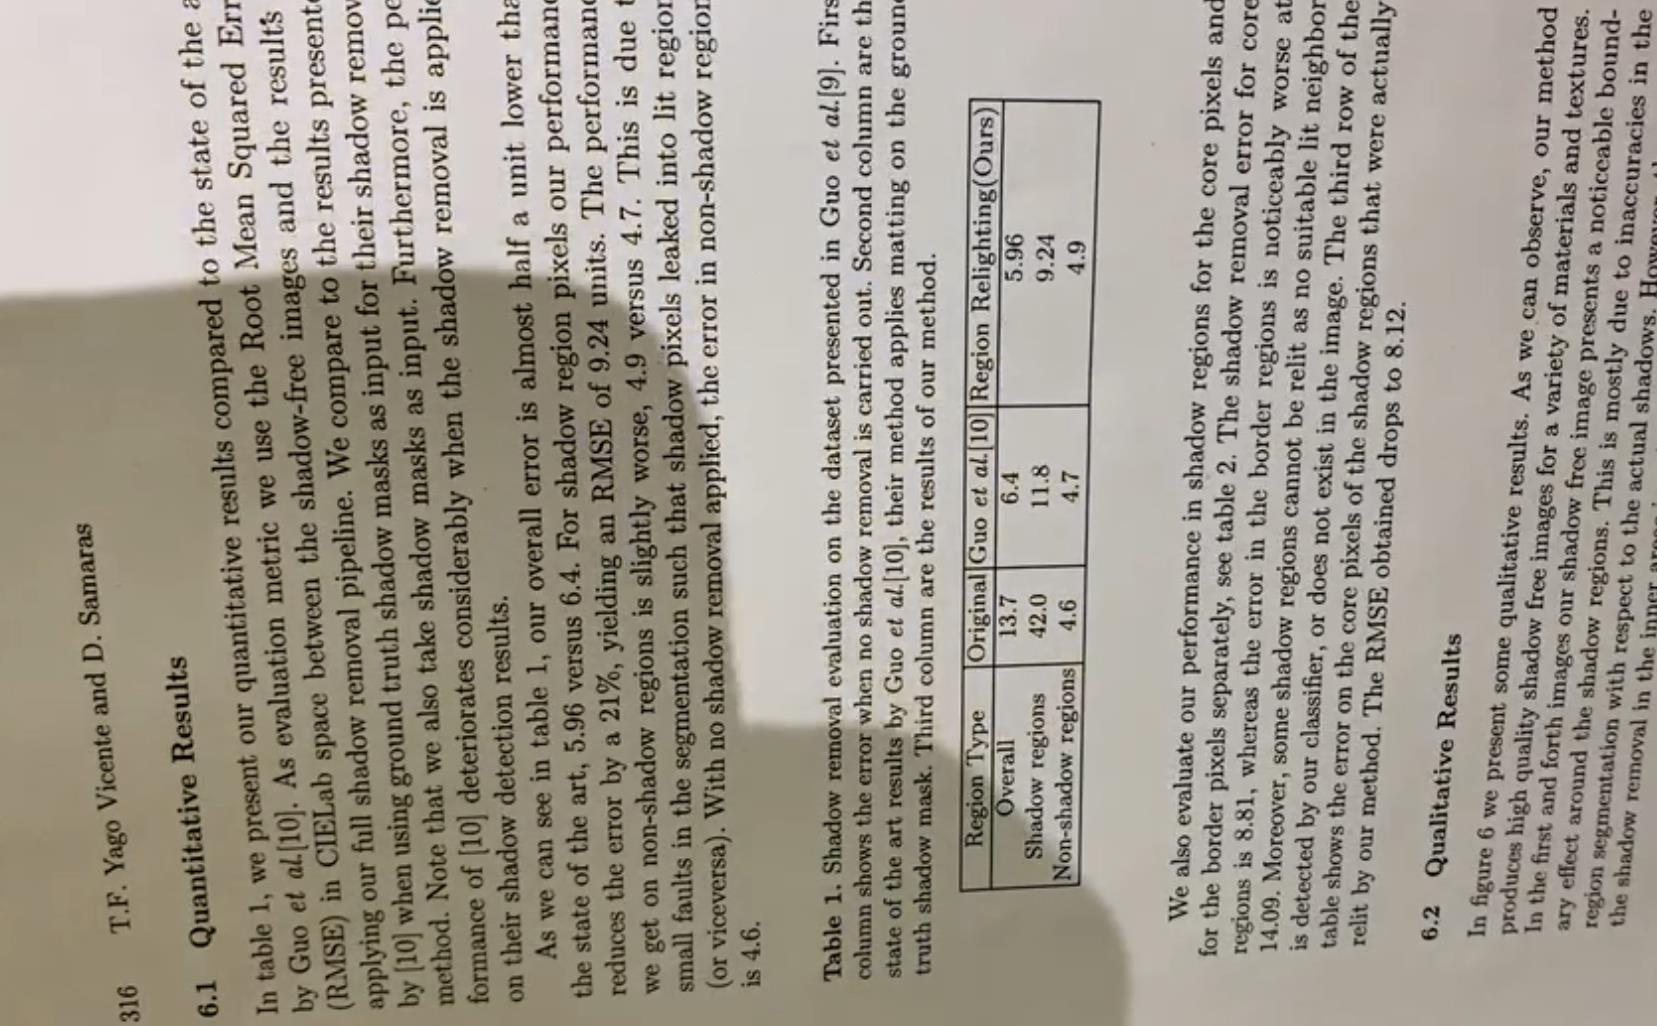 316 T.F. Yago Vicente and D. Samaras
6.1 Quantitative Results
In table 1, we present our quantitative results compared to the state of the
by Guo et al.[10]. As evaluation metric we use the Root Mean Squared Err
(RMSE) in CIELab space between the shadow-free images and the results
applying our full shadow removal pipeline. We compare to the results present
by [10] when using ground truth shadow masks as input for their shadow remov
method. Note that we also take shadow masks as input. Furthermore, the pe
formance of [10] deteriorates considerably when the shadow removal is applie
on their shadow detection results.
As we can see in table 1, our overall error is almost half a unit lower tha
the state of the art, 5.96 versus 6.4. For shadow region pixels our performanc
reduces the error by a 21%, yielding an RMSE of 9.24 units. The performanc
we get on non-shadow regions is slightly worse, 4.9 versus 4.7. This is due t
small faults in the segmentation such that shadow pixels leaked into lit region
(or viceversa). With no shadow removal applied, the error in non-shadow region
is 4.6.
Table 1. Shadow removal evaluation on the dataset presented in Guo et al.[9]. Firs
column shows the error when no shadow removal is carried out. Second column are th
state of the art results by Guo et al.[10], their method applies matting on the ground
truth shadow mask. Third column are the results of our method.
Region Type Original Guo et al.[10] Region Relighting(Ours)
Overall 13.7 6.4 5.96
Shadow regions 42.0 11.8 9.24
Non-shadow regions 4.6 4.7 4.9
We also evaluate our performance in shadow regions for the core pixels and
for the border pixels separately, see table 2. The shadow removal error for core
regions is 8.81, whereas the error in the border regions is noticeably worse at
14.09. Moreover, some shadow regions cannot be relit as no suitable lit neighbor
is detected by our classifier, or does not exist in the image. The third row of the
table shows the error on the core pixels of the shadow regions that were actually
relit by our method. The RMSE obtained drops to 8.12.
6.2 Qualitative Results
In figure 6 we present some qualitative results. As we can observe, our method
produces high quality shadow free images for a variety of materials and textures.
In the first and forth images our shadow free image presents a noticeable bound-
ary effect around the shadow regions. This is mostly due to inaccuracies in the
region segmentation with respect to the actual shadows. However
the shadow removal in the inner